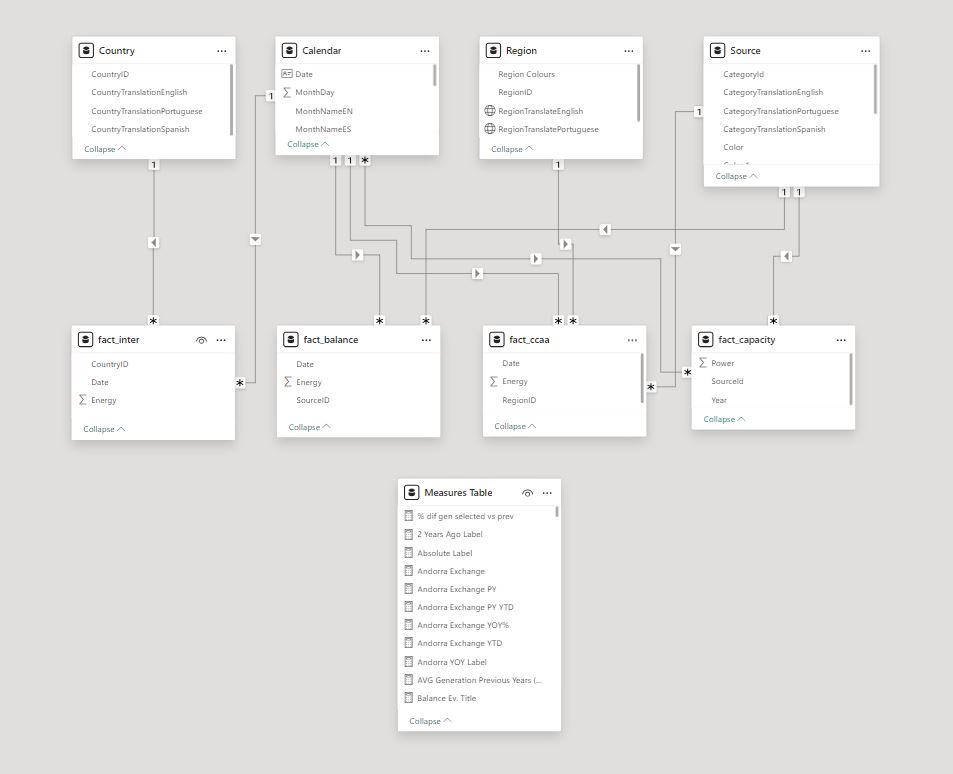 Country
CountryID
CountryTranslationEnglish
CountryTranslationPortuguese
CountryTranslationSpanish
Collapse
Calendar
Date
MonthDay
MonthNameEN
MonthNameES
Collapse
Region
Region Colours
RegionID
RegionTranslateEnglish
RegionTranslatePortuguese
Collapse
Source
CategoryId
CategoryTranslationEnglish
CategoryTranslationPortuguese
CategoryTranslationSpanish
Color
Collapse
1
1
1
1
1
*
1
1
1
*
*
*
*
*
*
*
*
*
fact_inter
CountryID
Date
Energy
Collapse
fact_balance
Date
Energy
SourceID
Collapse
fact_ccaa
Date
Energy
RegionID
Collapse
fact_capacity
Power
SourceId
Year
Collapse
Measures Table
% dif gen selected vs prev
2 Years Ago Label
Absolute Label
Andorra Exchange
Andorra Exchange PY
Andorra Exchange PY YTD
Andorra Exchange YOY%
Andorra Exchange YTD
Andorra YOY Label
AVG Generation Previous Years (...
Balance Ev. Title
Collapse